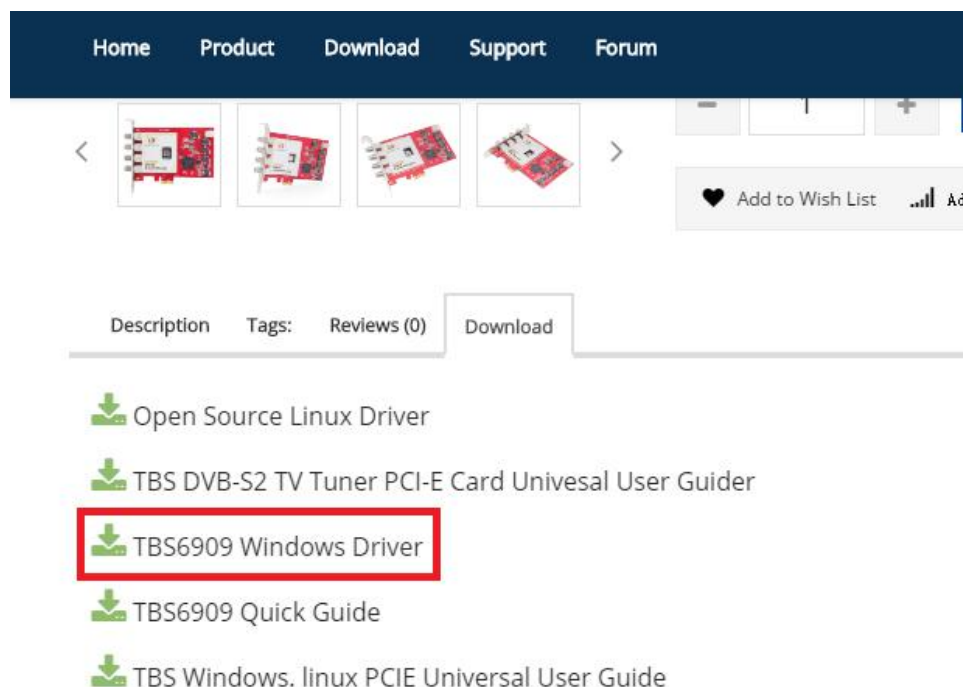 Home Product Download Support Forum
− 1 +
Add to Wish List Ad
Description Tags: Reviews (0) Download
Open Source Linux Driver
TBS DVB-S2 TV Tuner PCI-E Card Univesal User Guider
TBS6909 Windows Driver
TBS6909 Quick Guide
TBS Windows. linux PCIE Universal User Guide